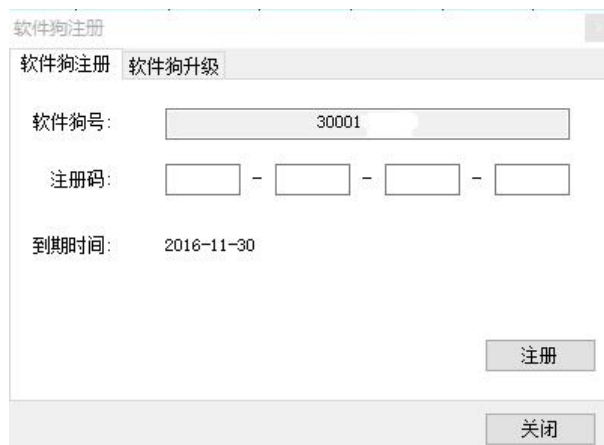 软件狗注册
软件狗注册 软件狗升级
软件狗号: 30001
注册码: - - -
到期时间: 2016-11-30
注册
关闭